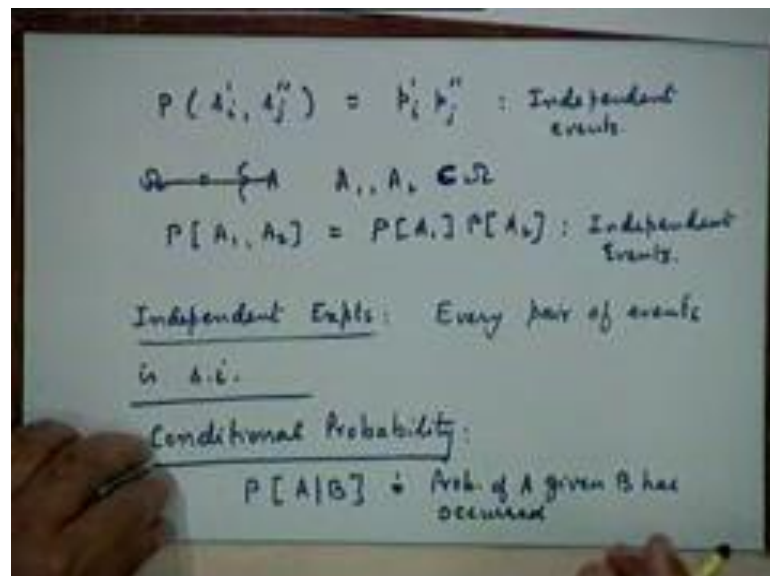 P ( s'i, s''j ) = p'i p''j : Independent
events.
A1, A2 ⊂ Ω
P[ A1, A2 ] = P[A1] P[A2] : Independent
Events.
Independent Expts: Every pair of events
is s.i.
Conditional Probability:
P [ A|B ] : Prob. of A given B has
occurred